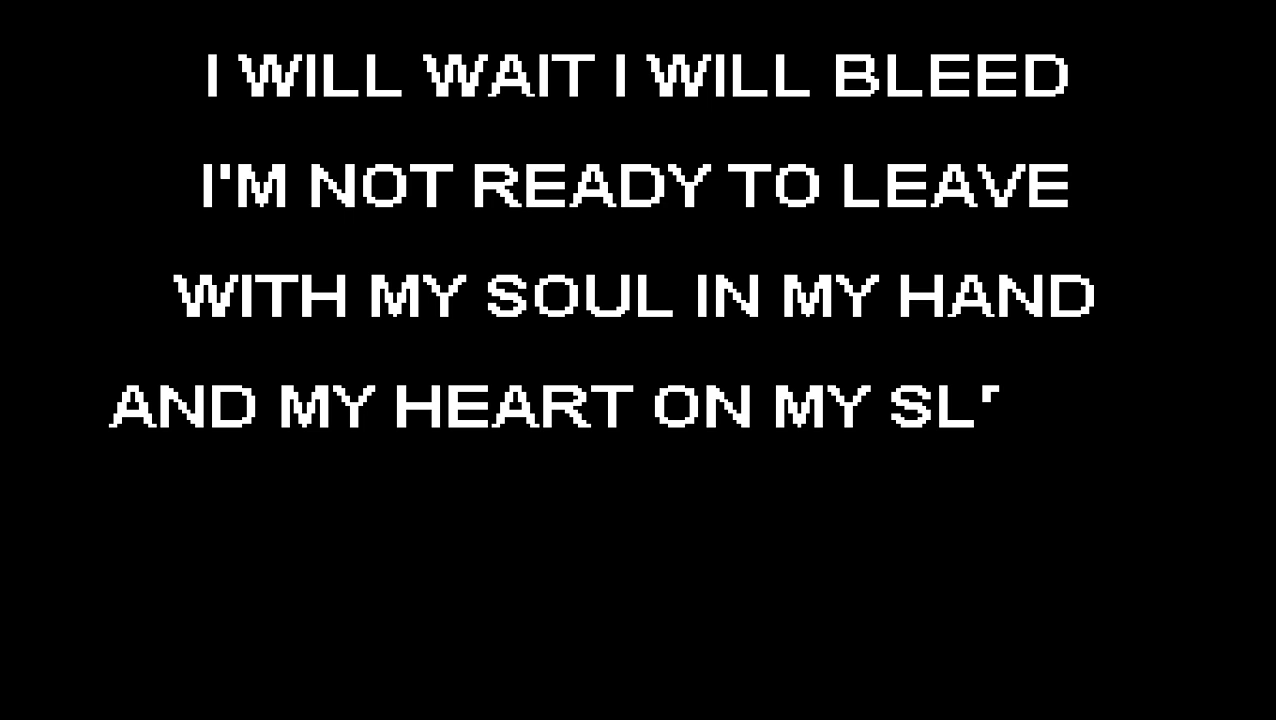 I WILL WAIT I WILL BLEED
I'M NOT READY TO LEAVE
WITH MY SOUL IN MY HAND
AND MY HEART ON MY SL